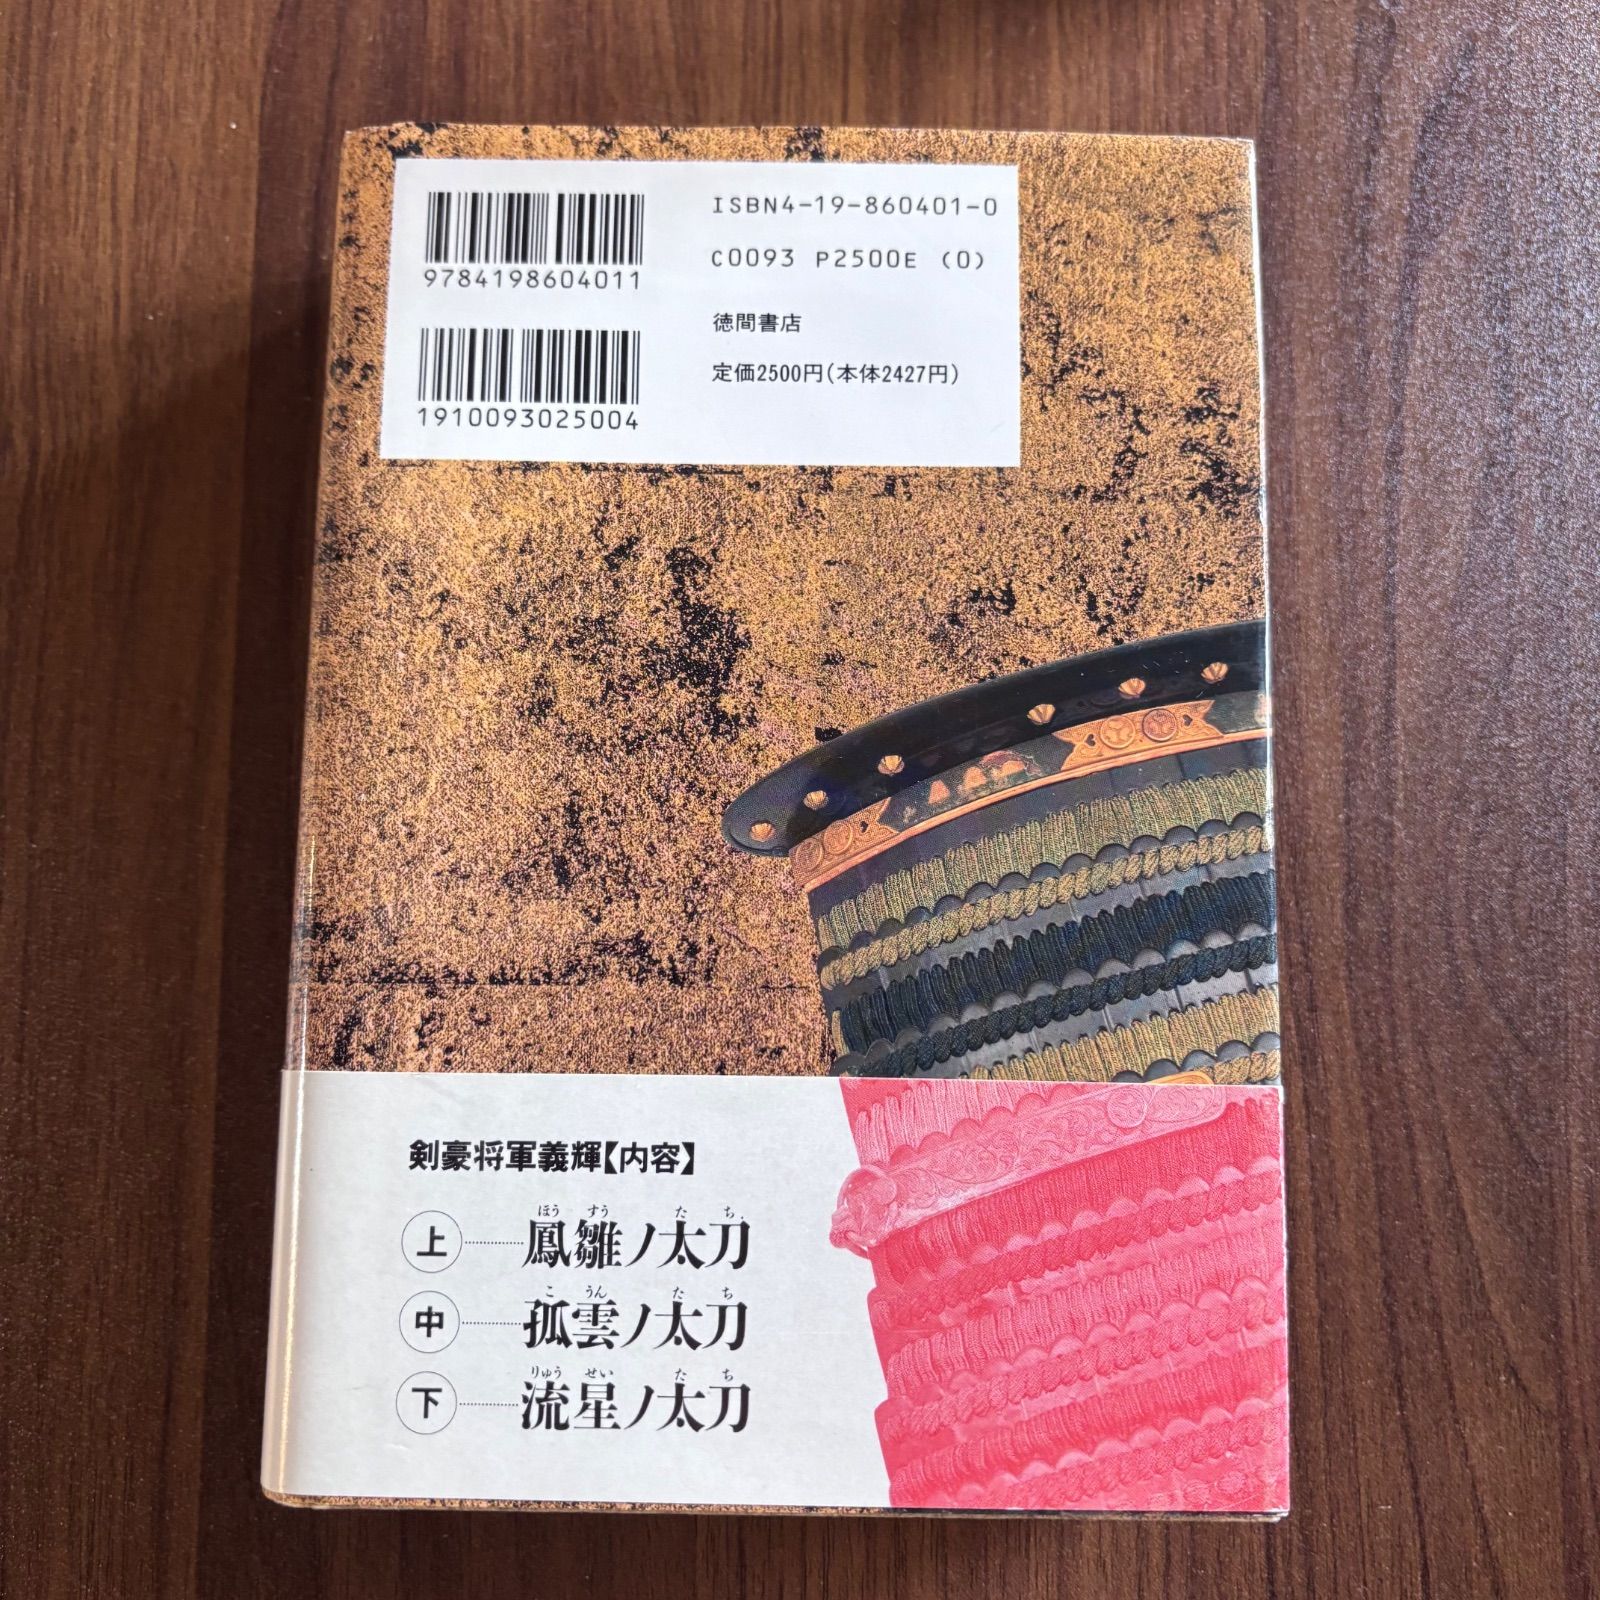 ISBN4-19-860401-0
9784198604011
C0093 P2500E (0)
徳間書店
1910093025004
定価2500円(本体2427円)
剣豪将軍義輝【内容】
ほうすう たち
上………鳳雛ノ太刀
こうん たち
中………孤雲ノ太刀
りゅうせい たち
下………流星ノ太刀